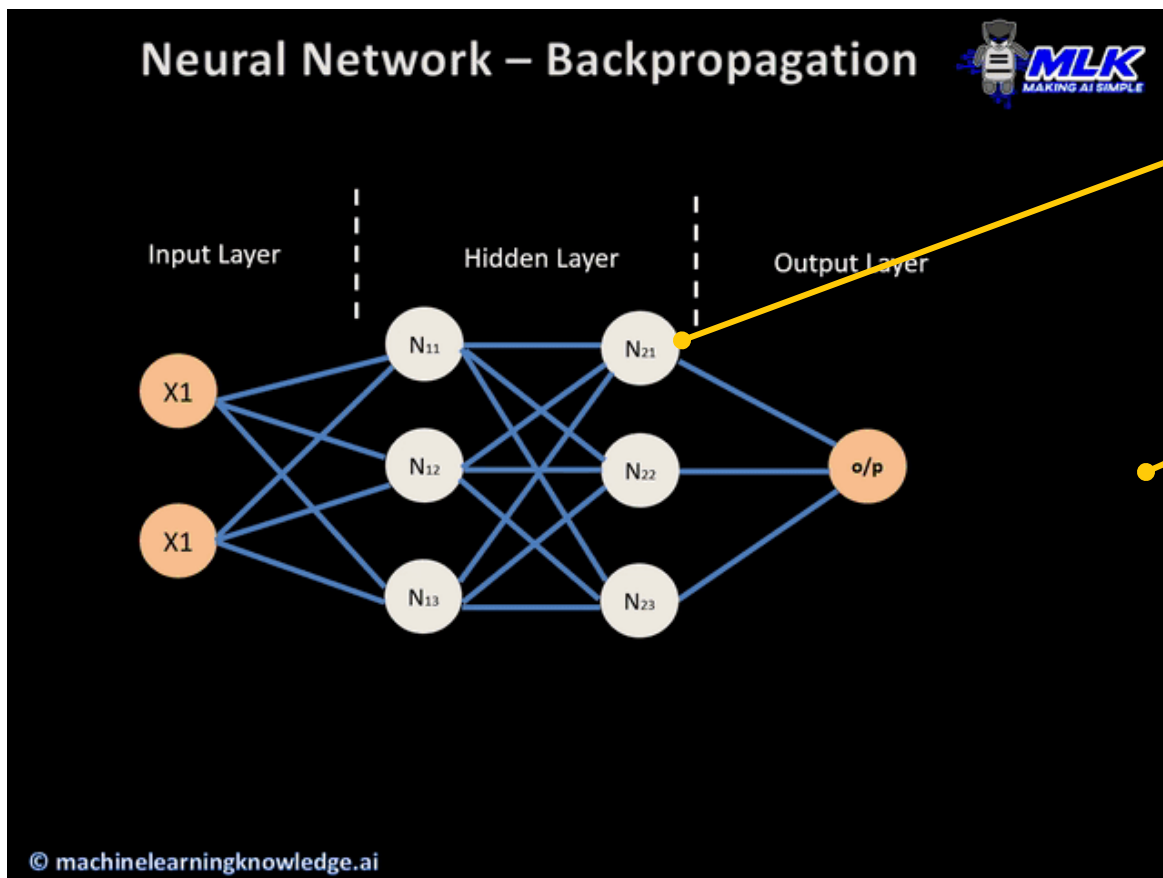 Neural Network – Backpropagation
MLK
MAKING AI SIMPLE
Input Layer
Hidden Layer
Output Layer
N11
N21
X1
N12
N22
o/p
X1
N13
N23
© machinelearningknowledge.ai